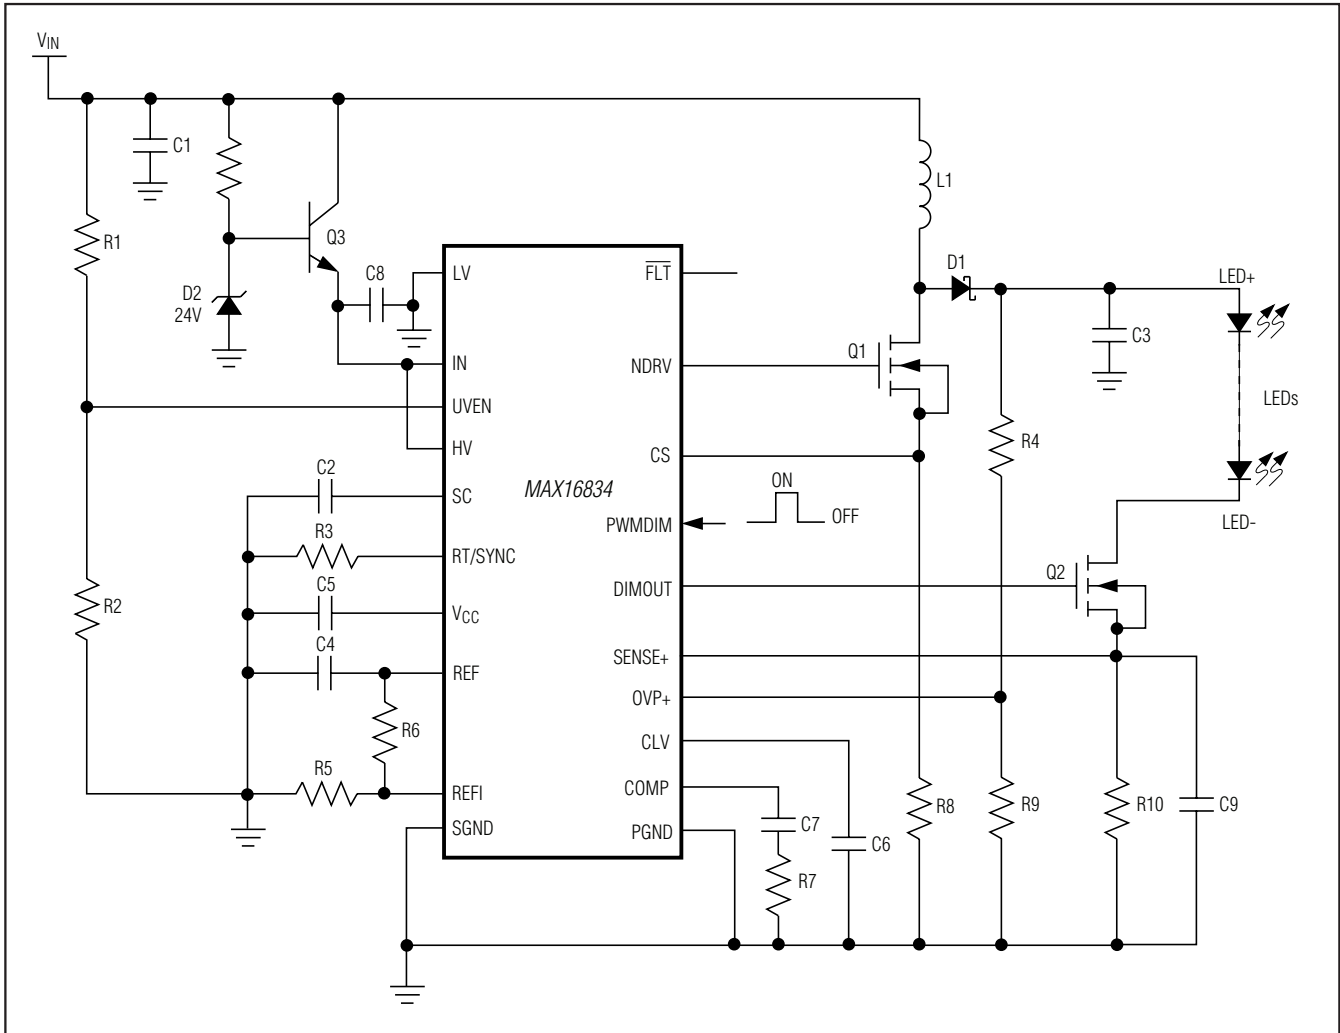 VIN
C1
R1
Q3
L1
D2
24V
C8
LV
FLT
D1
LED+
IN
NDRV
Q1
C3
UVEN
LEDs
HV
CS
R4
C2
SC
MAX16834
ON
OFF
PWMDIM
LED-
R3
RT/SYNC
C5
DIMOUT
Q2
R2
VCC
C4
REF
SENSE+
R6
OVP+
CLV
R5
REFI
COMP
SGND
PGND
C7
C6
R7
R8
R9
R10
C9